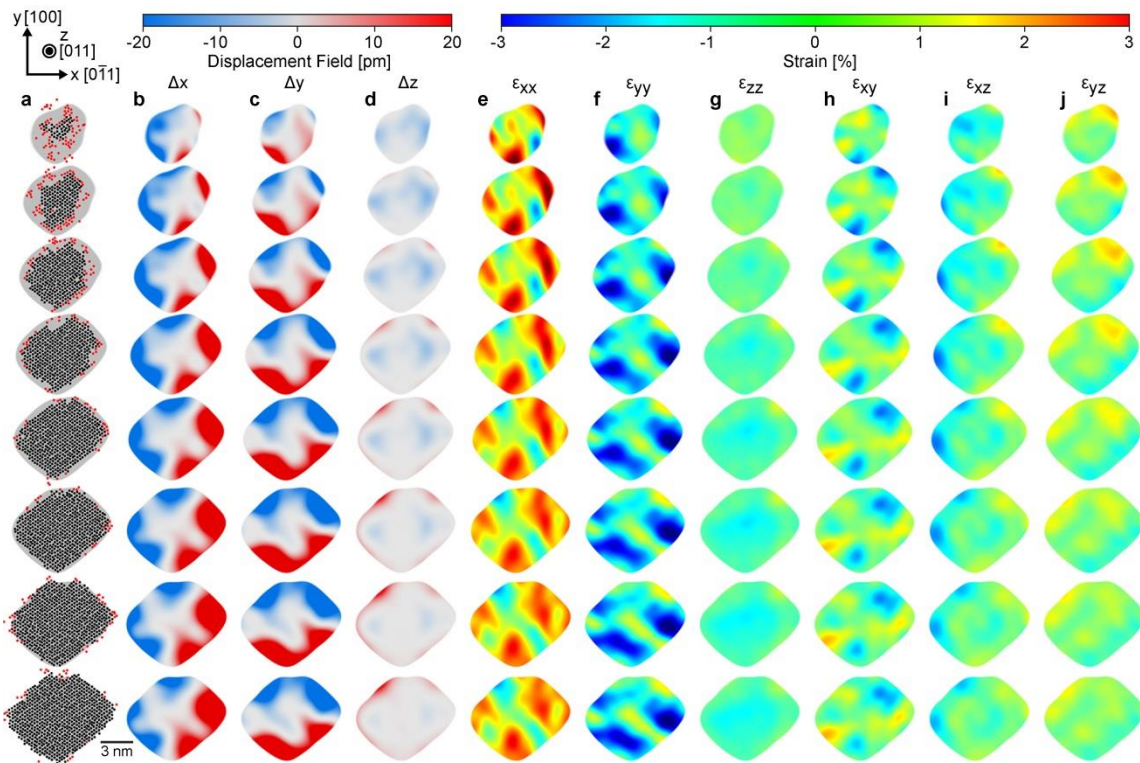 y [100]
z
[011]
x [01̄1]
-20 -10 0 10 20
Displacement Field [pm]
-3 -2 -1 0 1 2 3
Strain [%]
a b Δx c Δy d Δz e εxx f εyy g εzz h εxy i εxz j εyz
3 nm